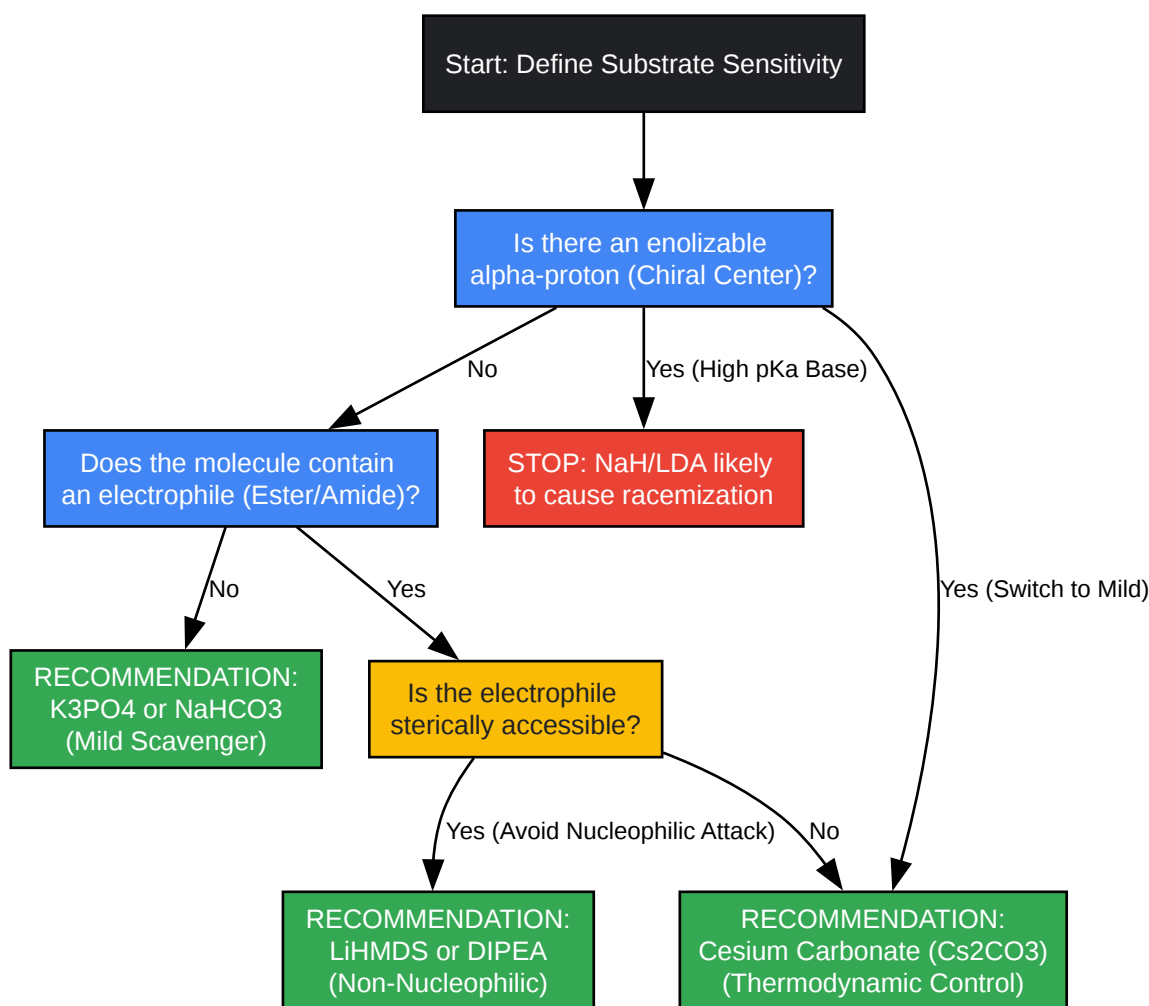 Start: Define Substrate Sensitivity
Is there an enolizable
alpha-proton (Chiral Center)?
No
Yes (High pKa Base)
Does the molecule contain
an electrophile (Ester/Amide)?
STOP: NaH/LDA likely
to cause racemization
No
Yes
Yes (Switch to Mild)
RECOMMENDATION:
K3PO4 or NaHCO3
(Mild Scavenger)
Is the electrophile
sterically accessible?
Yes (Avoid Nucleophilic Attack)
No
RECOMMENDATION:
LiHMDS or DIPEA
(Non-Nucleophilic)
RECOMMENDATION:
Cesium Carbonate (Cs2CO3)
(Thermodynamic Control)